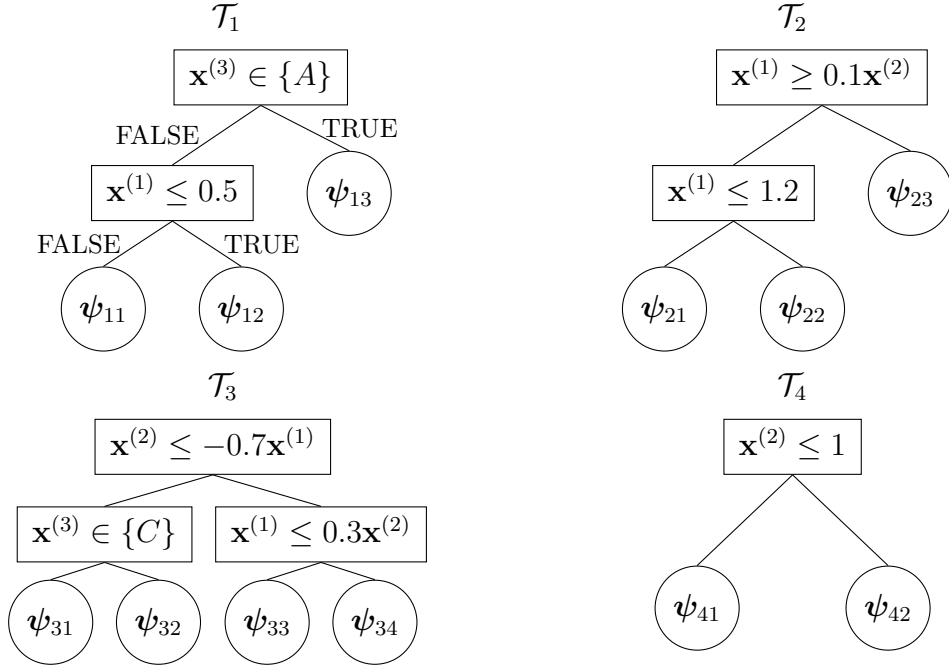 𝒯₁
𝐱⁽³⁾ ∈ {A}
FALSE TRUE
𝐱⁽¹⁾ ≤ 0.5
𝝍₁₃
FALSE TRUE
𝝍₁₁ 𝝍₁₂
𝒯₂
𝐱⁽¹⁾ ≥ 0.1𝐱⁽²⁾
𝐱⁽¹⁾ ≤ 1.2
𝝍₂₃
𝝍₂₁ 𝝍₂₂
𝒯₃
𝐱⁽²⁾ ≤ −0.7𝐱⁽¹⁾
𝐱⁽³⁾ ∈ {C} 𝐱⁽¹⁾ ≤ 0.3𝐱⁽²⁾
𝝍₃₁ 𝝍₃₂ 𝝍₃₃ 𝝍₃₄
𝒯₄
𝐱⁽²⁾ ≤ 1
𝝍₄₁ 𝝍₄₂